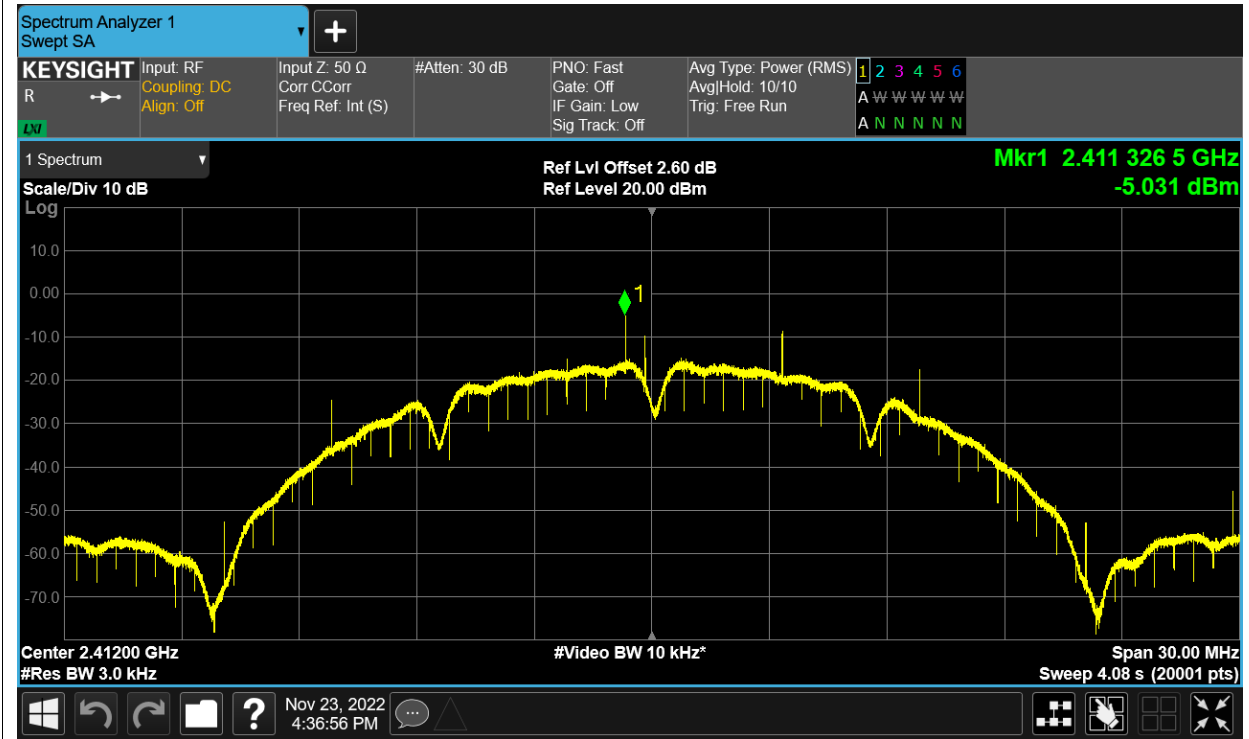 Spectrum Analyzer 1
Swept SA
KEYSIGHT
R
LXI
Input: RF
Coupling: DC
Align: Off
Input Z: 50 Ω
Corr CCorr
Freq Ref: Int (S)
#Atten: 30 dB
PNO: Fast
Gate: Off
IF Gain: Low
Sig Track: Off
Avg Type: Power (RMS)
Avg|Hold: 10/10
Trig: Free Run
1 2 3 4 5 6
A W W W W W
A N N N N N
1 Spectrum
Scale/Div 10 dB
Log
Ref Lvl Offset 2.60 dB
Ref Level 20.00 dBm
Mkr1 2.411 326 5 GHz
-5.031 dBm
10.0
0.00
-10.0
-20.0
-30.0
-40.0
-50.0
-60.0
-70.0
1
Center 2.41200 GHz
#Res BW 3.0 kHz
#Video BW 10 kHz*
Span 30.00 MHz
Sweep 4.08 s (20001 pts)
?
Nov 23, 2022
4:36:56 PM